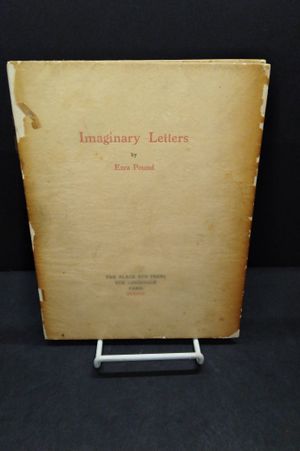 Imaginary Letters
by
Ezra Pound
THE BLACK SUN PRESS
RUE CARDINALE
PARIS